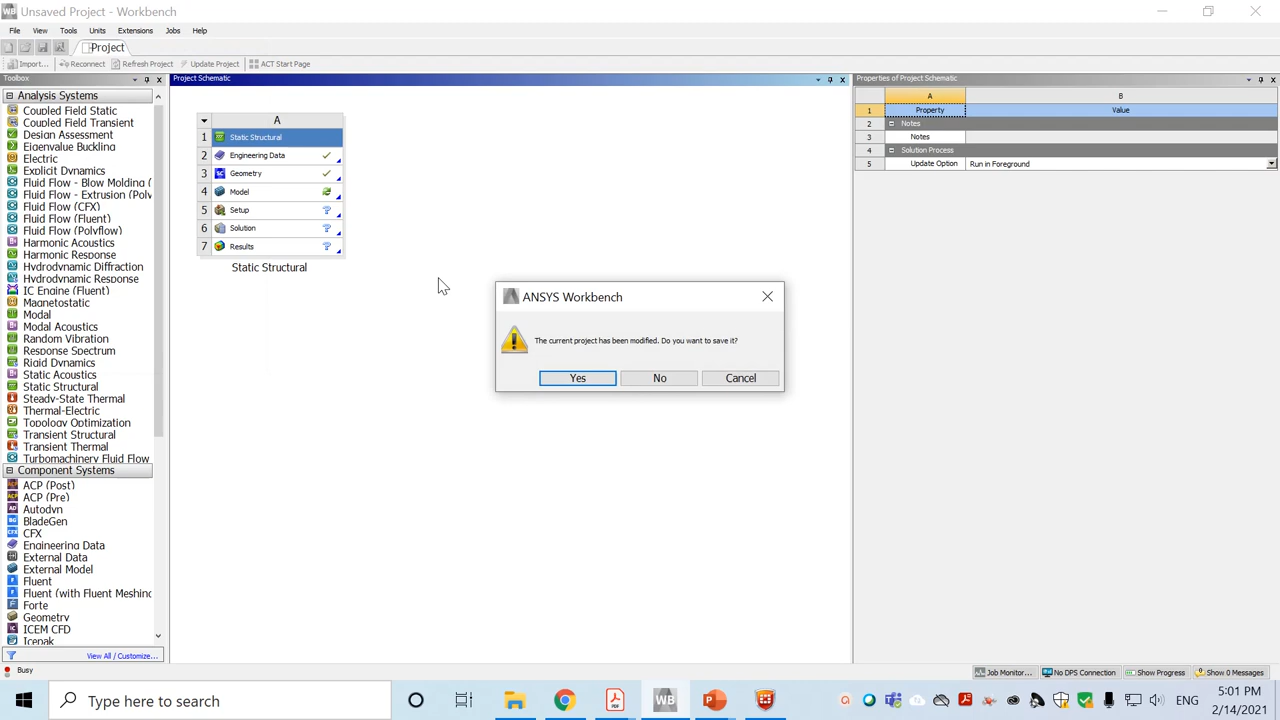 Unsaved Project - Workbench
File View Tools Units Extensions Jobs Help
Project
Import... Reconnect Refresh Project Update Project ACT Start Page
Toolbox
Analysis Systems
Coupled Field Static
Coupled Field Transient
Design Assessment
Eigenvalue Buckling
Electric
Explicit Dynamics
Fluid Flow - Blow Molding (
Fluid Flow - Extrusion (Poly
Fluid Flow (CFX)
Fluid Flow (Fluent)
Fluid Flow (Polyflow)
Harmonic Acoustics
Harmonic Response
Hydrodynamic Diffraction
Hydrodynamic Response
IC Engine (Fluent)
Magnetostatic
Modal
Modal Acoustics
Random Vibration
Response Spectrum
Rigid Dynamics
Static Acoustics
Static Structural
Steady-State Thermal
Thermal-Electric
Topology Optimization
Transient Structural
Transient Thermal
Turbomachinery Fluid Flow
Component Systems
ACP (Post)
ACP (Pre)
Autodyn
BladeGen
CFX
Engineering Data
External Data
External Model
Fluent
Fluent (with Fluent Meshing
Forte
Geometry
ICEM CFD
Icepak
View All / Customize...
Project Schematic
A
1 Static Structural
2 Engineering Data
3 Geometry
4 Model
5 Setup
6 Solution
7 Results
Static Structural
ANSYS Workbench
The current project has been modified. Do you want to save it?
Yes No Cancel
Properties of Project Schematic
A B
1 Property Value
2 Notes
3 Notes
4 Solution Process
5 Update Option Run in Foreground
Busy
Job Monitor... No DPS Connection Show Progress Show 0 Messages
Type here to search
ENG
5:01 PM
2/14/2021